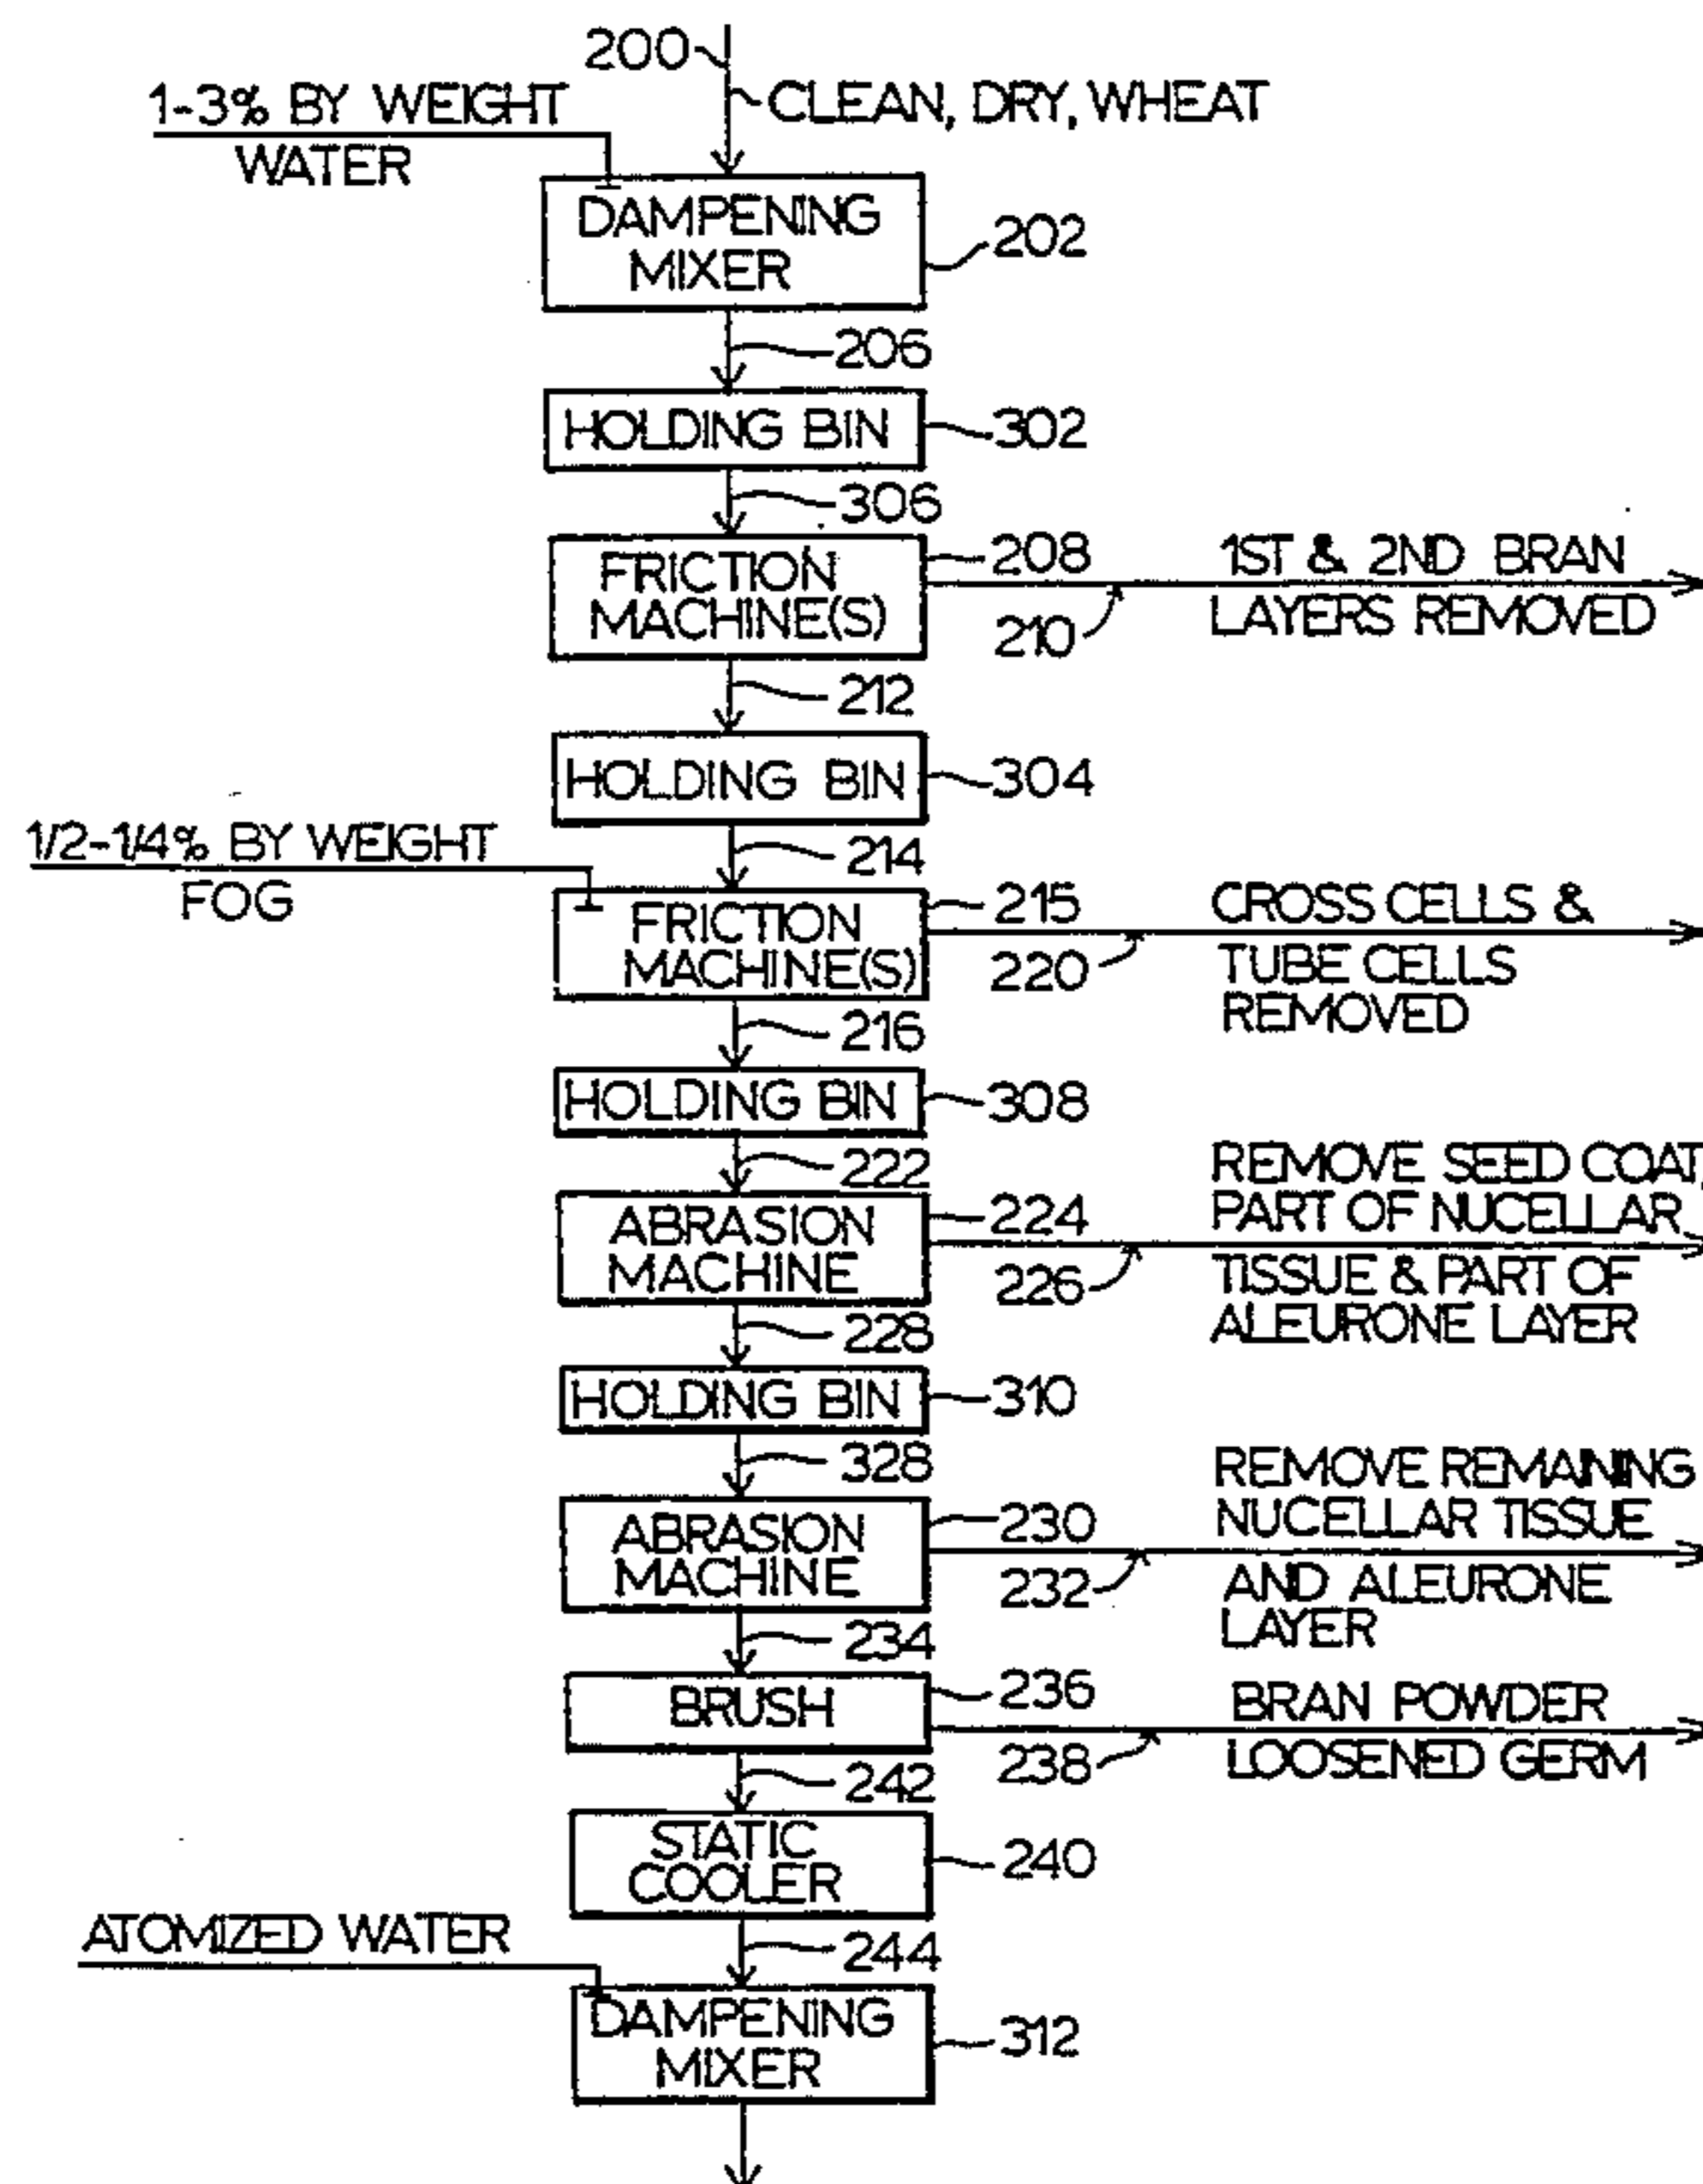 200
CLEAN, DRY, WHEAT
1-3% BY WEIGHT
WATER
DAMPENING
MIXER
202
206
HOLDING BIN
302
306
FRICTION
MACHINE(S)
208
210
1ST & 2ND BRAN
LAYERS REMOVED
212
HOLDING BIN
304
1/2-1/4% BY WEIGHT
FOG
214
FRICTION
MACHINE(S)
215
220
CROSS CELLS &
TUBE CELLS
REMOVED
216
HOLDING BIN
308
222
ABRASION
MACHINE
224
226
REMOVE SEED COAT,
PART OF NUCELLAR
TISSUE & PART OF
ALEURONE LAYER
228
HOLDING BIN
310
328
ABRASION
MACHINE
230
232
REMOVE REMAINING
NUCELLAR TISSUE
AND ALEURONE
LAYER
234
BRUSH
236
238
BRAN POWDER
LOOSENED GERM
242
STATIC
COOLER
240
ATOMIZED WATER
244
DAMPENING
MIXER
312